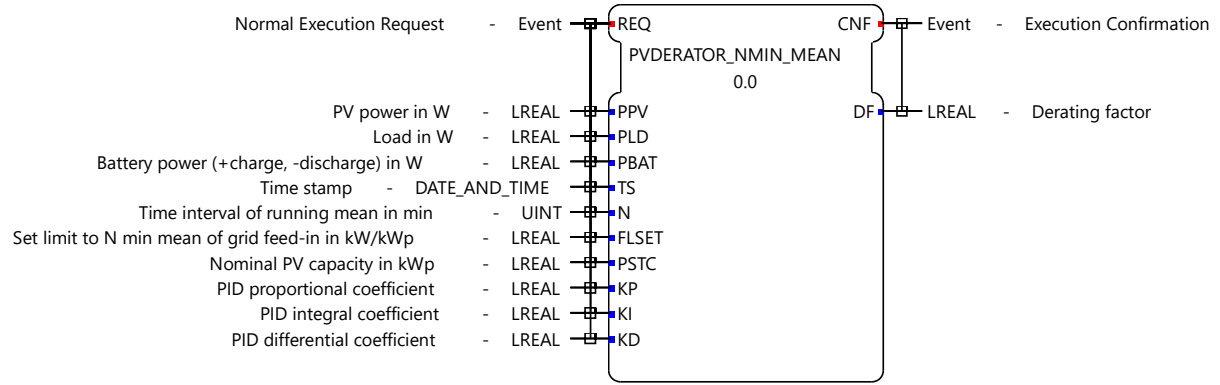 Normal Execution Request - Event REQ CNF Event - Execution Confirmation
PVDERATOR_NMIN_MEAN
0.0
PV power in W - LREAL PPV DF LREAL - Derating factor
Load in W - LREAL PLD
Battery power (+charge, -discharge) in W - LREAL PBAT
Time stamp - DATE_AND_TIME TS
Time interval of running mean in min - UINT N
Set limit to N min mean of grid feed-in in kW/kWp - LREAL FLSET
Nominal PV capacity in kWp - LREAL PSTC
PID proportional coefficient - LREAL KP
PID integral coefficient - LREAL KI
PID differential coefficient - LREAL KD